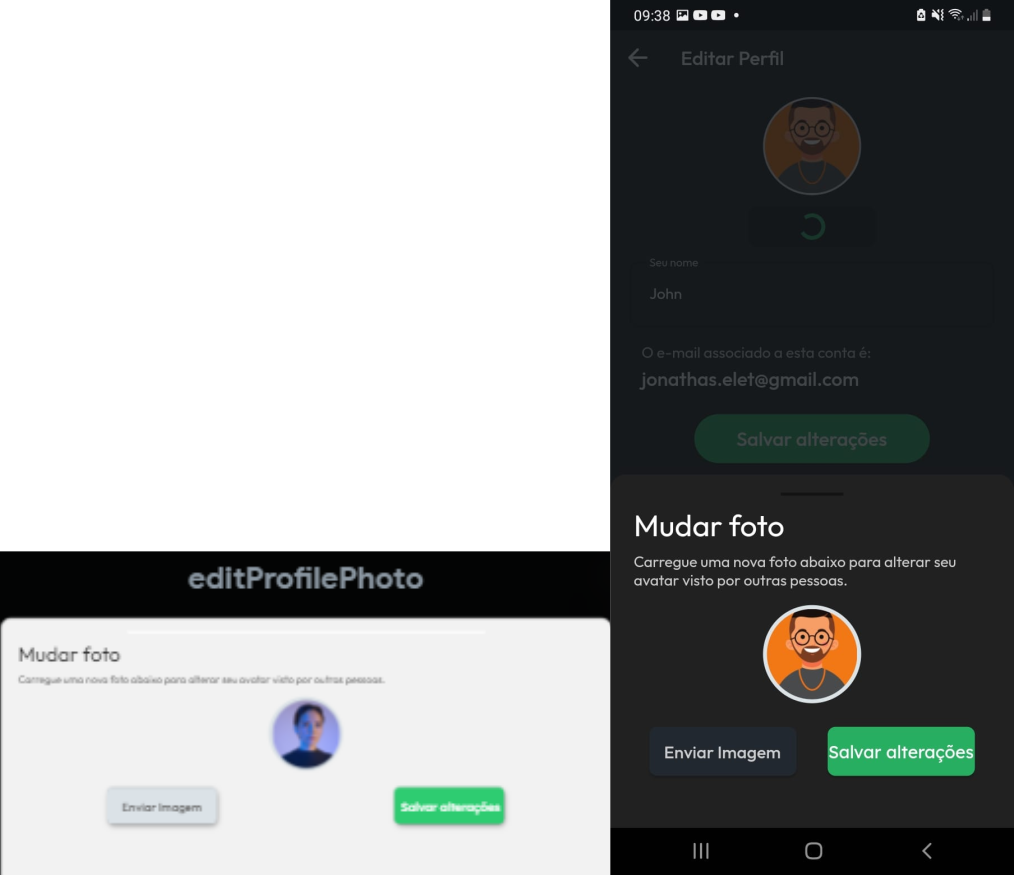 editProfilePhoto
Mudar foto
Carregue uma nova foto abaixo para alterar seu avatar visto por outras pessoas.
Enviar Imagem
Salvar alterações
09:38
Editar Perfil
Seu nome
John
O e-mail associado a esta conta é:
jonathas.elet@gmail.com
Salvar alterações
Mudar foto
Carregue uma nova foto abaixo para alterar seu
avatar visto por outras pessoas.
Enviar Imagem
Salvar alterações